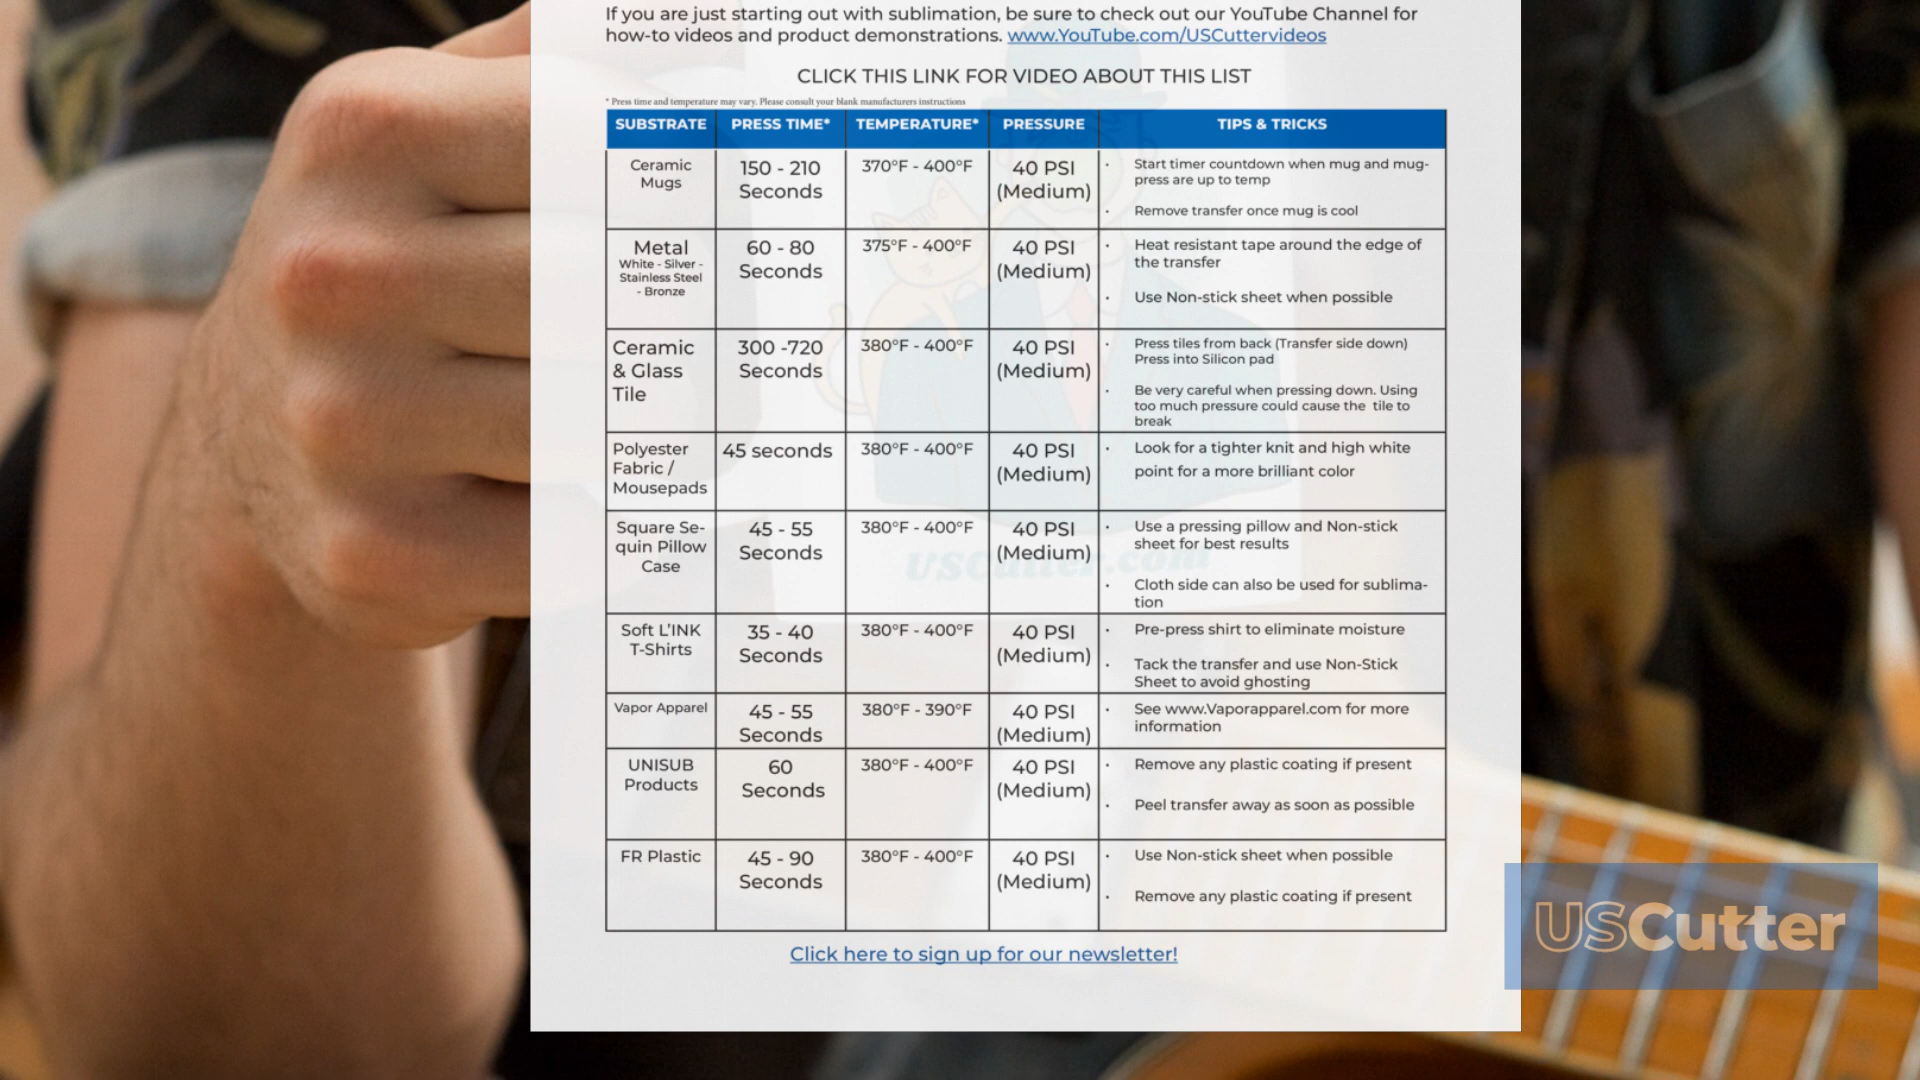 If you are just starting out with sublimation, be sure to check out our YouTube Channel for
how-to videos and product demonstrations. www.YouTube.com/USCuttervideos
CLICK THIS LINK FOR VIDEO ABOUT THIS LIST
* Press time and temperature may vary. Please consult your blank manufacturers instructions
SUBSTRATE PRESS TIME* TEMPERATURE* PRESSURE TIPS & TRICKS
Ceramic
Mugs
150 - 210
Seconds
370°F - 400°F
40 PSI
(Medium)
· Start timer countdown when mug and mug-
press are up to temp
· Remove transfer once mug is cool
Metal
White - Silver -
Stainless Steel
- Bronze
60 - 80
Seconds
375°F - 400°F
40 PSI
(Medium)
· Heat resistant tape around the edge of
the transfer
· Use Non-stick sheet when possible
Ceramic
& Glass
Tile
300 -720
Seconds
380°F - 400°F
40 PSI
(Medium)
· Press tiles from back (Transfer side down)
Press into Silicon pad
· Be very careful when pressing down. Using
too much pressure could cause the tile to
break
Polyester
Fabric /
Mousepads
45 seconds
380°F - 400°F
40 PSI
(Medium)
· Look for a tighter knit and high white
point for a more brilliant color
Square Se-
quin Pillow
Case
45 - 55
Seconds
380°F - 400°F
40 PSI
(Medium)
· Use a pressing pillow and Non-stick
sheet for best results
· Cloth side can also be used for sublima-
tion
USCutter.com
Soft L'INK
T-Shirts
35 - 40
Seconds
380°F - 400°F
40 PSI
(Medium)
· Pre-press shirt to eliminate moisture
· Tack the transfer and use Non-Stick
Sheet to avoid ghosting
Vapor Apparel
45 - 55
Seconds
380°F - 390°F
40 PSI
(Medium)
· See www.Vaporapparel.com for more
information
UNISUB
Products
60
Seconds
380°F - 400°F
40 PSI
(Medium)
· Remove any plastic coating if present
· Peel transfer away as soon as possible
FR Plastic
45 - 90
Seconds
380°F - 400°F
40 PSI
(Medium)
· Use Non-stick sheet when possible
· Remove any plastic coating if present
Click here to sign up for our newsletter!
USCutter